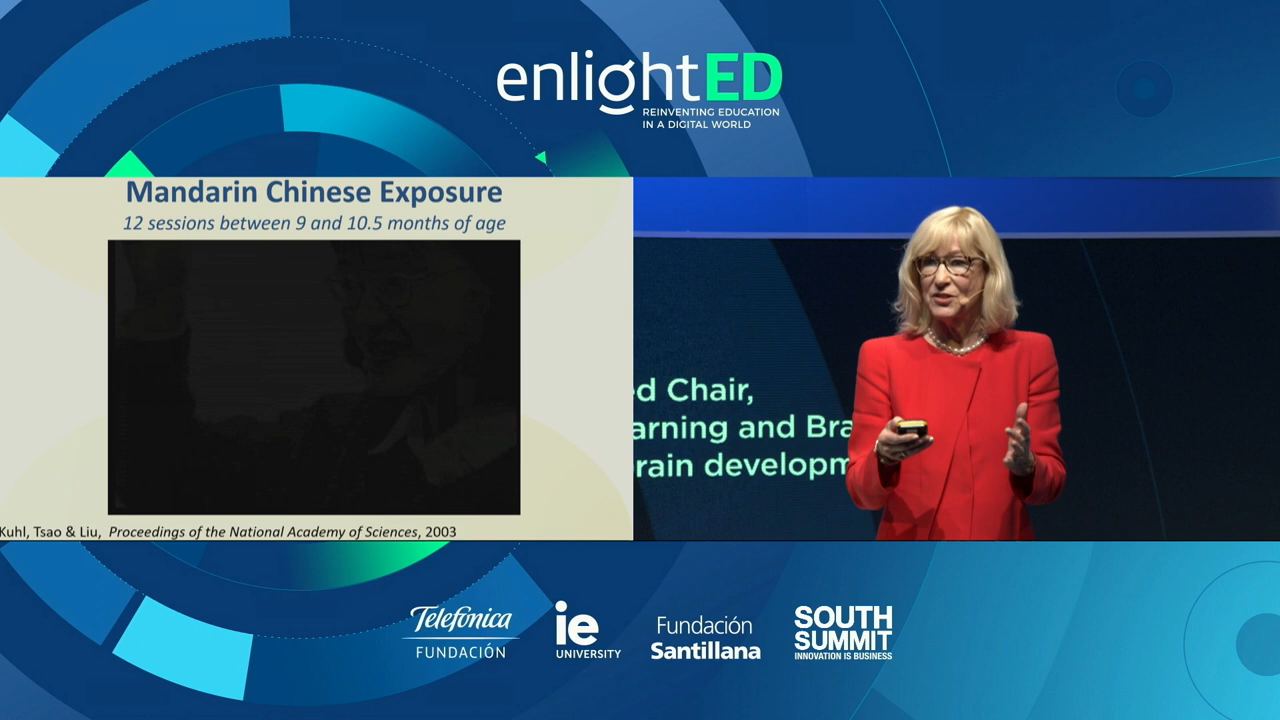 enlightED
REINVENTING EDUCATION
IN A DIGITAL WORLD
Mandarin Chinese Exposure
12 sessions between 9 and 10.5 months of age
Kuhl, Tsao & Liu, Proceedings of the National Academy of Sciences, 2003
ed Chair,
arning and Bra
rain developm
Telefónica
FUNDACIÓN
ie
UNIVERSITY
Fundación
Santillana
SOUTH
SUMMIT
INNOVATION IS BUSINESS